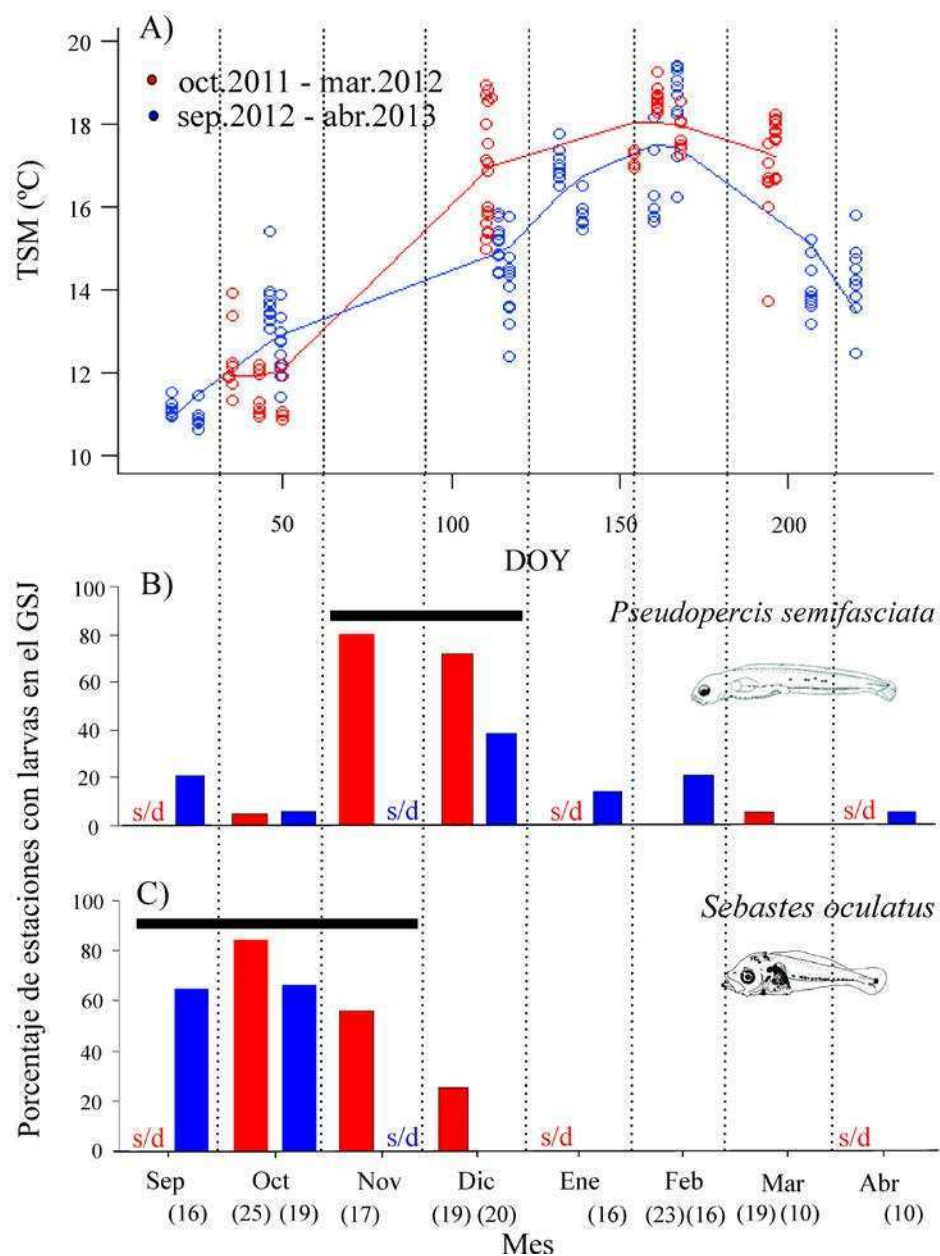 A)
oct.2011 - mar.2012
sep.2012 - abr.2013
TSM (ºC)
20
18
16
14
12
10
50 100 150 200
DOY
Porcentaje de estaciones con larvas en el GSJ
B)
Pseudopercis semifasciata
100
80
60
40
20
0
s/d s/d s/d s/d
C)
Sebastes oculatus
100
80
60
40
20
0
s/d s/d s/d s/d
Sep Oct Nov Dic Ene Feb Mar Abr
(16) (25) (19) (17) (19) (20) (16) (23) (16) (19) (10) (10)
Mes